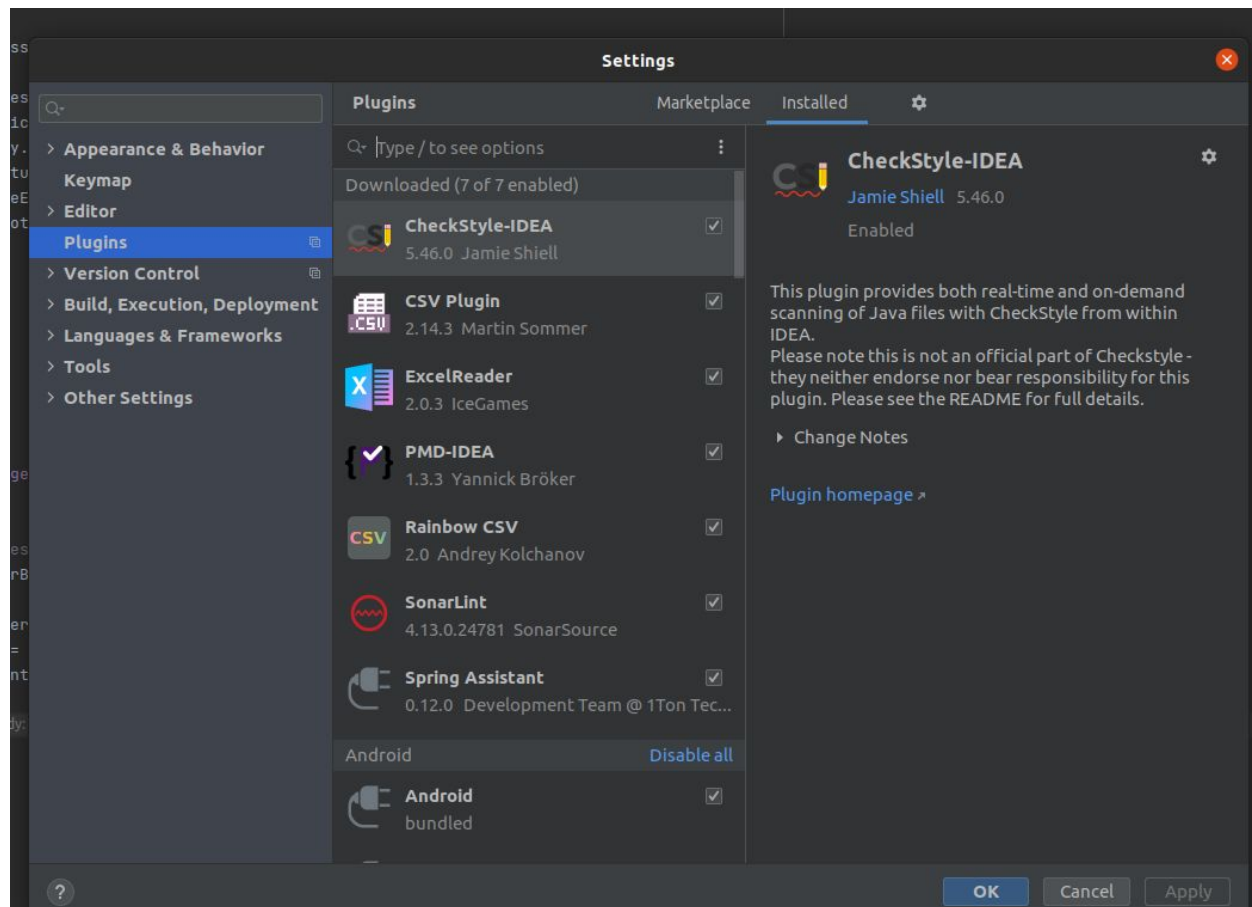 Settings
Plugins
Marketplace
Installed
Appearance & Behavior
Keymap
Editor
Plugins
Version Control
Build, Execution, Deployment
Languages & Frameworks
Tools
Other Settings
Type / to see options
Downloaded (7 of 7 enabled)
CSI
CheckStyle-IDEA
5.46.0 Jamie Shiell
.CSV
CSV Plugin
2.14.3 Martin Sommer
X
ExcelReader
2.0.3 IceGames
PMD-IDEA
1.3.3 Yannick Bröker
CSV
Rainbow CSV
2.0 Andrey Kolchanov
SonarLint
4.13.0.24781 SonarSource
Spring Assistant
0.12.0 Development Team @ 1Ton Tec...
Android
Disable all
Android
bundled
CSI
CheckStyle-IDEA
Jamie Shiell 5.46.0
Enabled
This plugin provides both real-time and on-demand
scanning of Java files with CheckStyle from within
IDEA.
Please note this is not an official part of Checkstyle -
they neither endorse nor bear responsibility for this
plugin. Please see the README for full details.
Change Notes
Plugin homepage
?
OK
Cancel
Apply